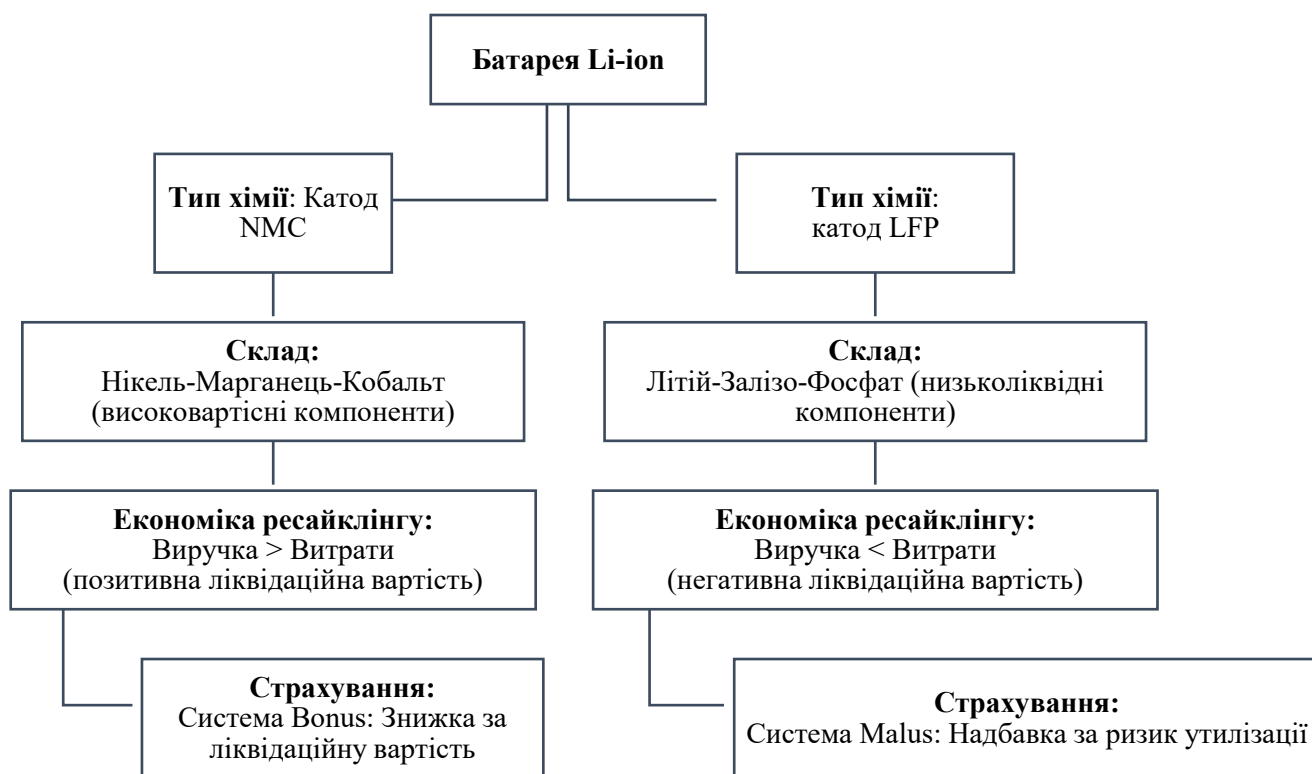 Батарея Li-ion
Тип хімії: Катод
NMC
Тип хімії:
катод LFP
Склад:
Нікель-Марганець-Кобальт
(високовартісні компоненти)
Склад:
Літій-Залізо-Фосфат (низьколіквідні
компоненти)
Економіка ресайклінгу:
Виручка > Витрати
(позитивна ліквідаційна вартість)
Економіка ресайклінгу:
Виручка < Витрати
(негативна ліквідаційна вартість)
Страхування:
Система Bonus: Знижка за
ліквідаційну вартість
Страхування:
Система Malus: Надбавка за ризик утилізації